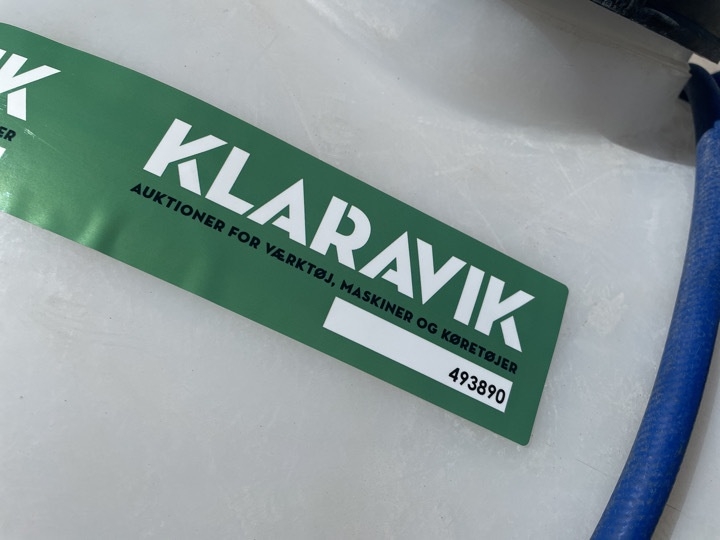 KLARAVIK
AUKTIONER FOR VÆRKTØJ, MASKINER OG KØRETØJER
493890